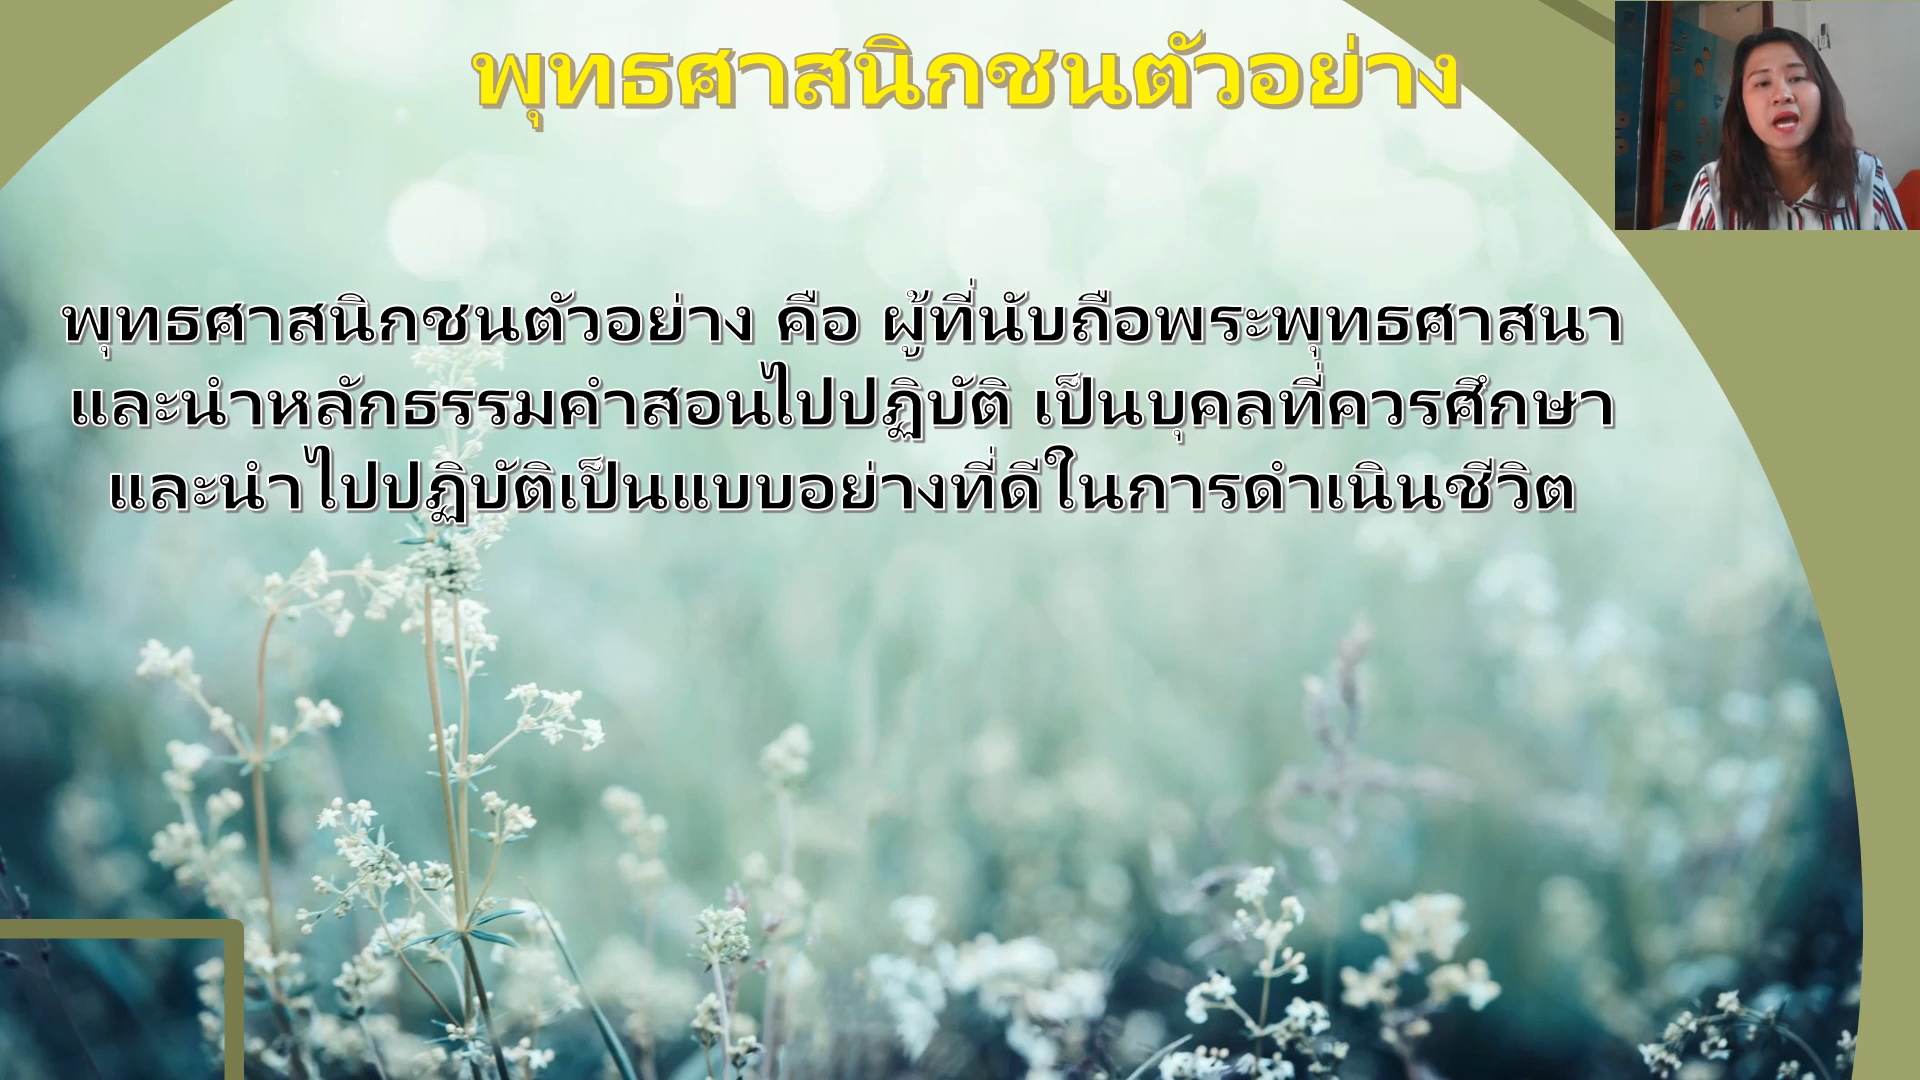 พุทธศาสนิกชนตัวอย่าง
พุทธศาสนิกชนตัวอย่าง คือ ผู้ที่นับถือพระพุทธศาสนา
และนำหลักธรรมคำสอนไปปฏิบัติ เป็นบุคลที่ควรศึกษา
และนำไปปฏิบัติเป็นแบบอย่างที่ดีในการดำเนินชีวิต